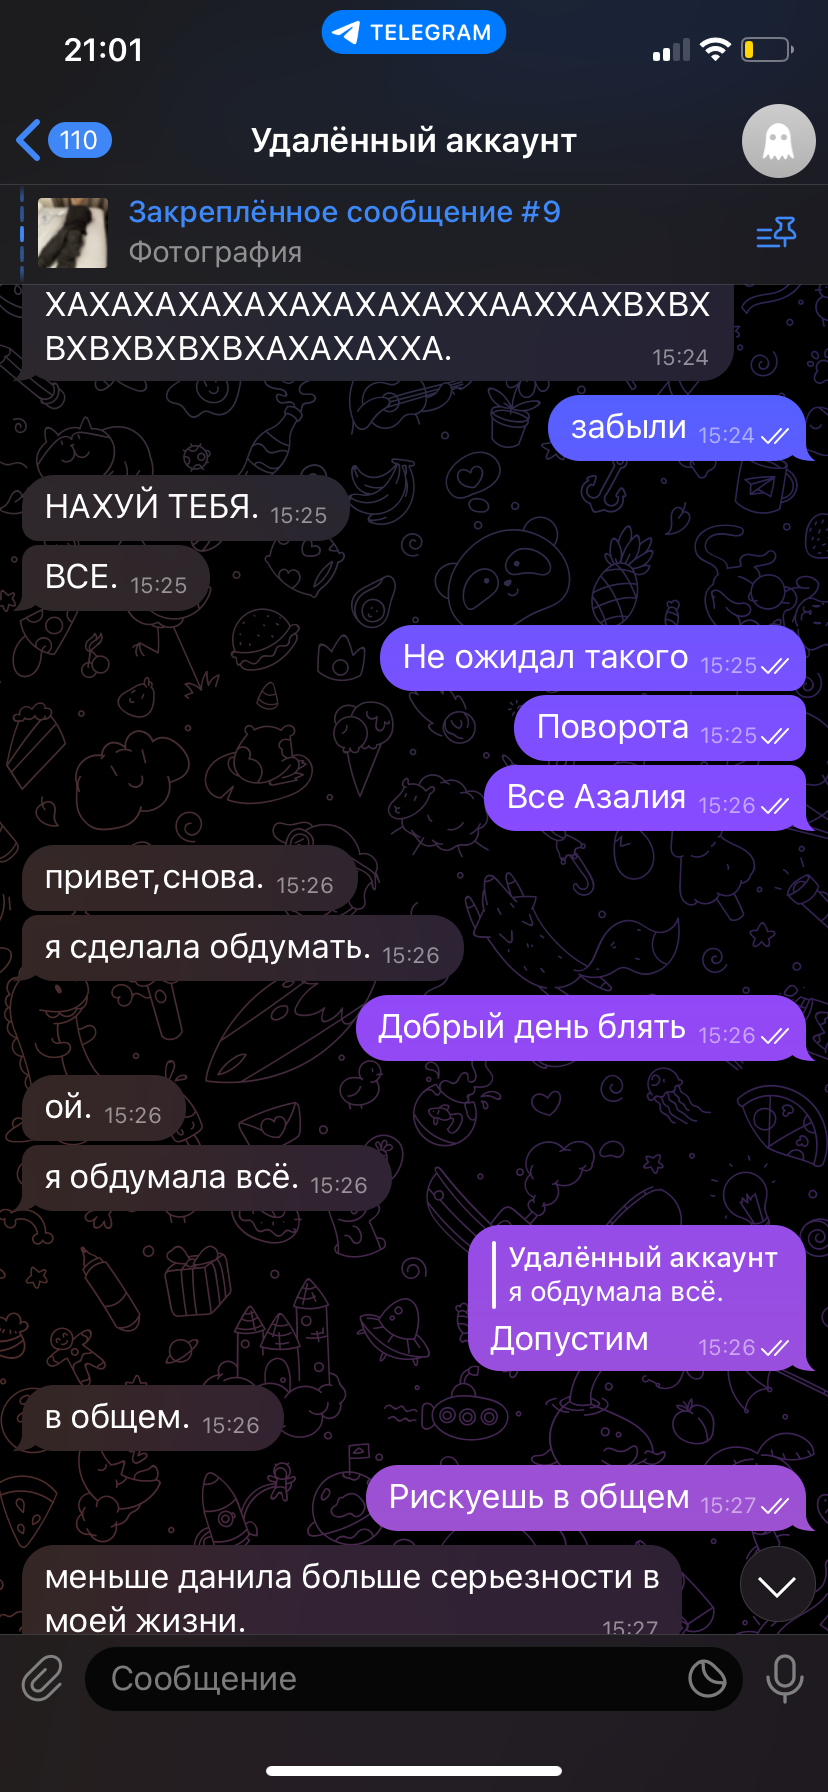 21:01
TELEGRAM
110
Удалённый аккаунт
Закреплённое сообщение #9
Фотография
ХАХАХАХАХАХАХАХАХАХХААХХАХВХВХ
ВХВХВХВХВХАХАХАХХА.
15:24
забыли 15:24
НАХУЙ ТЕБЯ. 15:25
ВСЕ. 15:25
Не ожидал такого 15:25
Поворота 15:25
Все Азалия 15:26
привет,снова. 15:26
я сделала обдумать. 15:26
Добрый день блять 15:26
ой. 15:26
я обдумала всё. 15:26
Удалённый аккаунт
я обдумала всё.
Допустим 15:26
в общем. 15:26
Рискуешь в общем 15:27
меньше данила больше серьезности в
моей жизни. 15:27
Сообщение